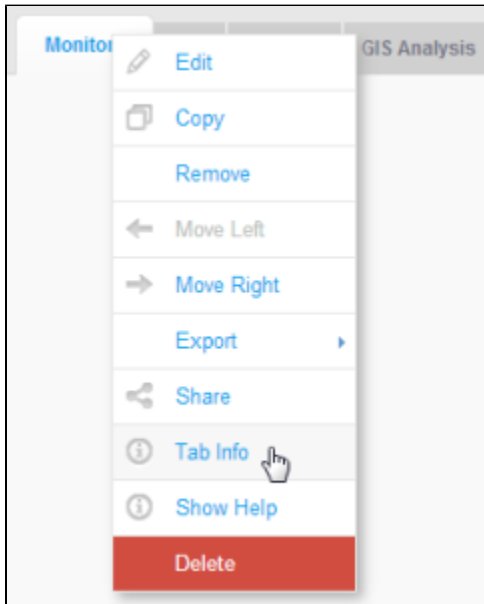 Monitor GIS Analysis
Edit
Copy
Remove
Move Left
Move Right
Export
Share
Tab Info
Show Help
Delete